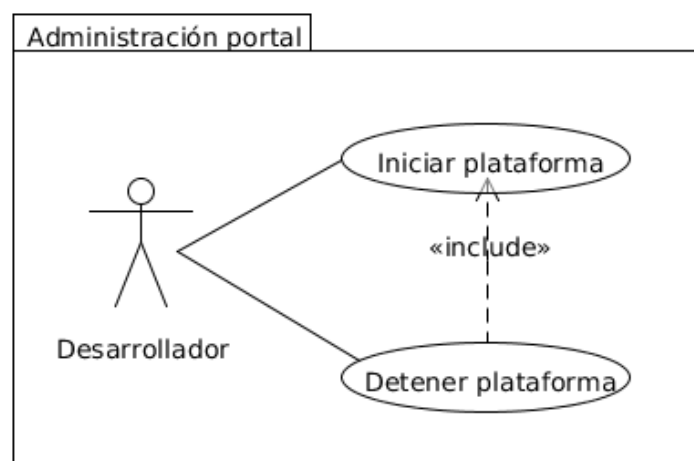 Administración portal
Iniciar plataforma
«include»
Desarrollador
Detener plataforma